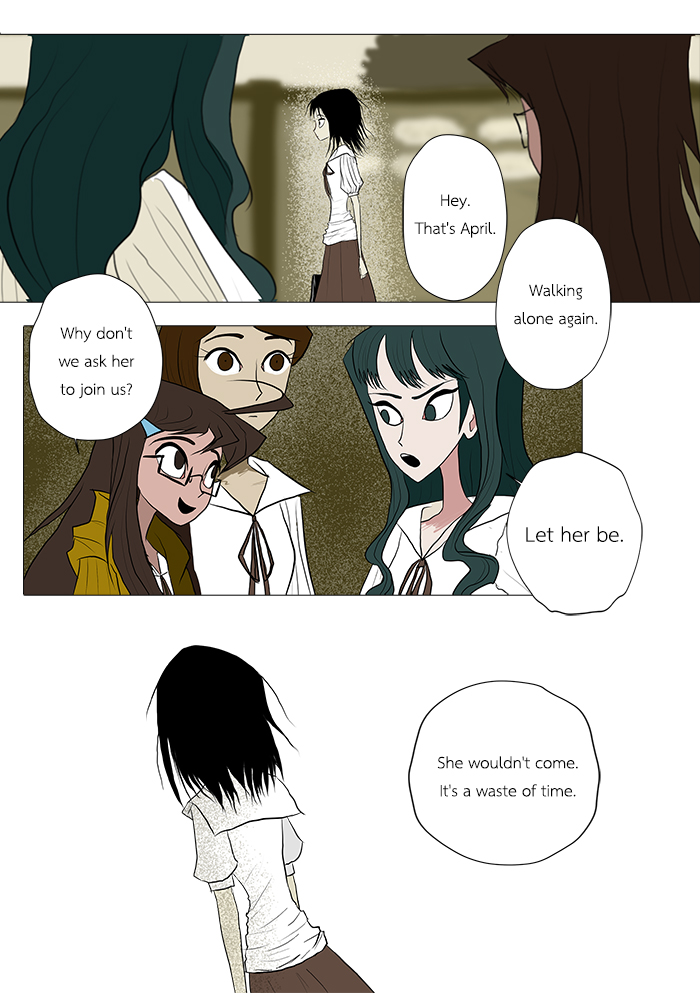 Hey.
That's April.
Walking
alone again.
Why don't
we ask her
to join us?
Let her be.
She wouldn't come.
It's a waste of time.